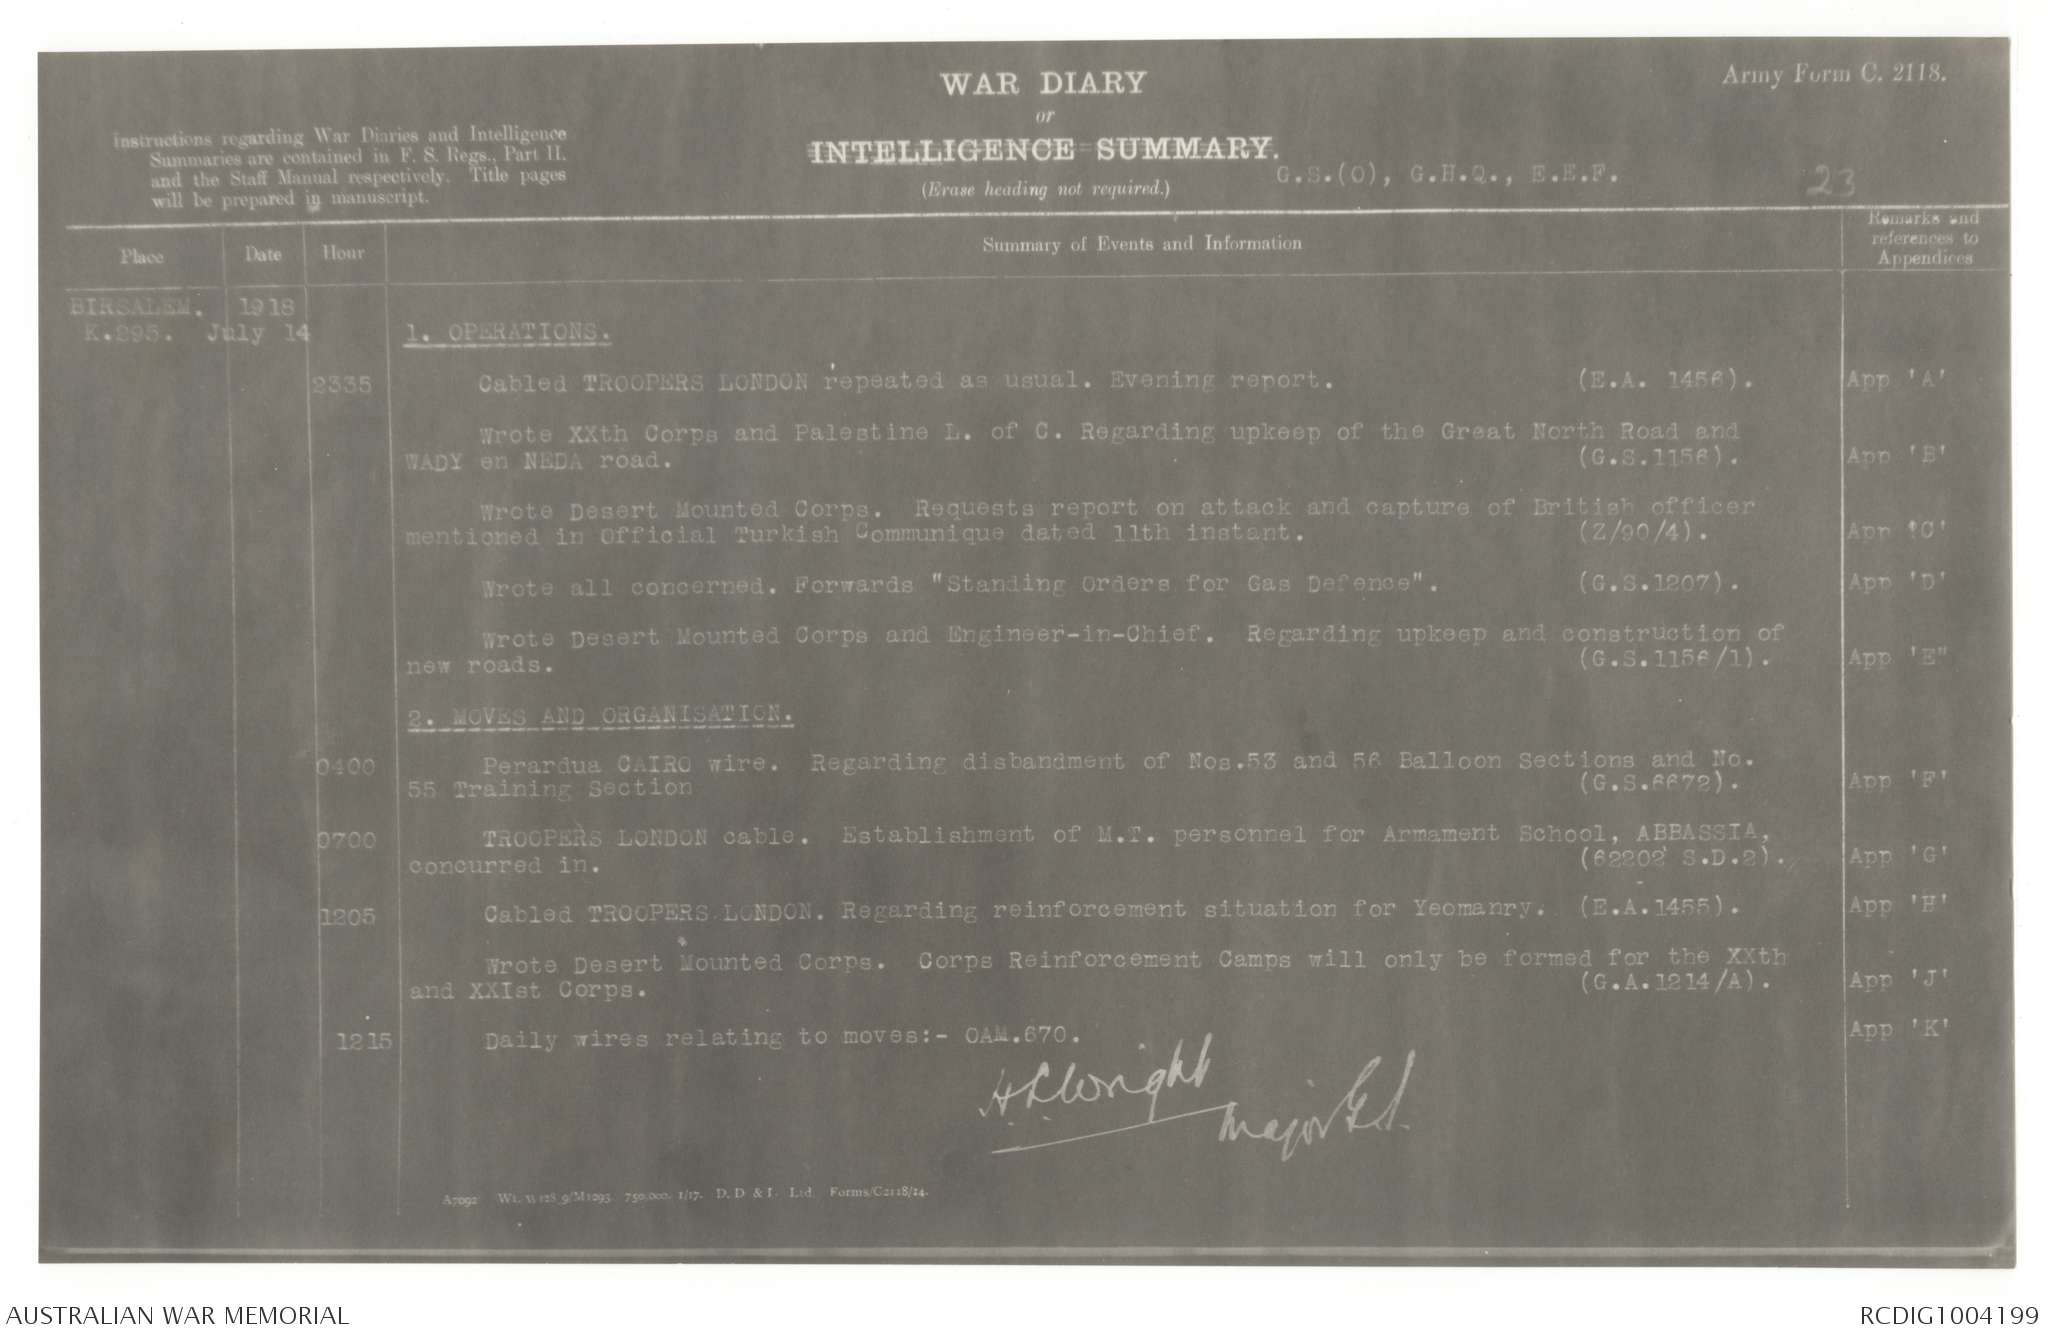 Army Form C. 2118.
WAR DIARY
or
INTELLIGENCE SUMMARY.
(Erase heading not required.)
instructions regarding War Diaries and Intelligence
Summaries are contained in F. S. Regs., Part II.
and the Staff Manual respectively. Title pages
will be prepared in manuscript.
G.S.(O), G.H.Q., E.E.F.
23
Place Date Hour Summary of Events and Information Remarks and
references to
Appendices
BIRSALEM. 1918
K.295. July 14 1. OPERATIONS.
2335 Cabled TROOPERS LONDON repeated as usual. Evening report. (E.A. 1456). App 'A'
Wrote XXth Corps and Palestine L. of C. Regarding upkeep of the Great North Road and
WADY en NEDA road. (G.S.1156). App 'B'
Wrote Desert Mounted Corps. Requests report on attack and capture of British officer
mentioned in Official Turkish Communique dated 11th instant. (Z/90/4). App 'C'
Wrote all concerned. Forwards "Standing Orders for Gas Defence". (G.S.1207). App 'D'
Wrote Desert Mounted Corps and Engineer-in-Chief. Regarding upkeep and construction of
new roads. (G.S.1156/1). App 'E"
2. MOVES AND ORGANISATION.
0400 Perardua CAIRO wire. Regarding disbandment of Nos.53 and 56 Balloon Sections and No.
55 Training Section (G.S.6672). App 'F'
0700 TROOPERS LONDON cable. Establishment of M.T. personnel for Armament School, ABBASSIA,
concurred in. (62202 S.D.2). App 'G'
1205 Cabled TROOPERS LONDON. Regarding reinforcement situation for Yeomanry. (E.A.1455). App 'H'
Wrote Desert Mounted Corps. Corps Reinforcement Camps will only be formed for the XXth
and XXIst Corps. (G.A.1214/A). App 'J'
1215 Daily wires relating to moves:- OAM.670. App 'K'
Wright
Major G.S.
A7092 750,000. 1/17. D. D & L. Ltd. Forms/C2118/14.
AUSTRALIAN WAR MEMORIAL
RCDIG1004199